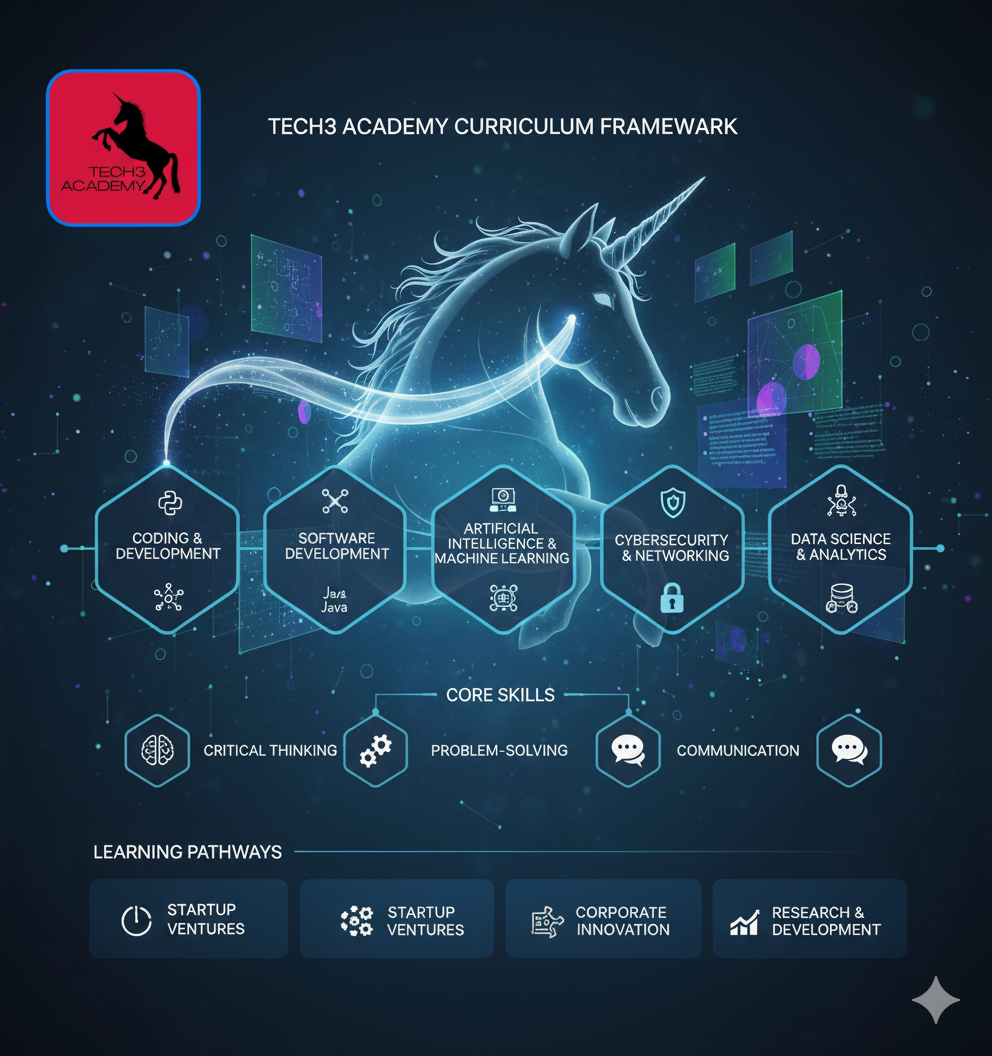 TECH3
ACADEMY
TECH3 ACADEMY CURRICULUM FRAMEWARK
CODING &
DEVELOPMENT
SOFTWARE
DEVELOPMENT
Jara
Java
ARTIFICIAL
INTELLIGENCE &
MACHINE LEARNING
CYBERSECURITY
& NETWORKING
DATA SCIENCE
& ANALYTICS
CORE SKILLS
CRITICAL THINKING
PROBLEM-SOLVING
COMMUNICATION
LEARNING PATHWAYS
STARTUP
VENTURES
STARTUP
VENTURES
CORPORATE
INNOVATION
RESEARCH &
DEVELOPMENT